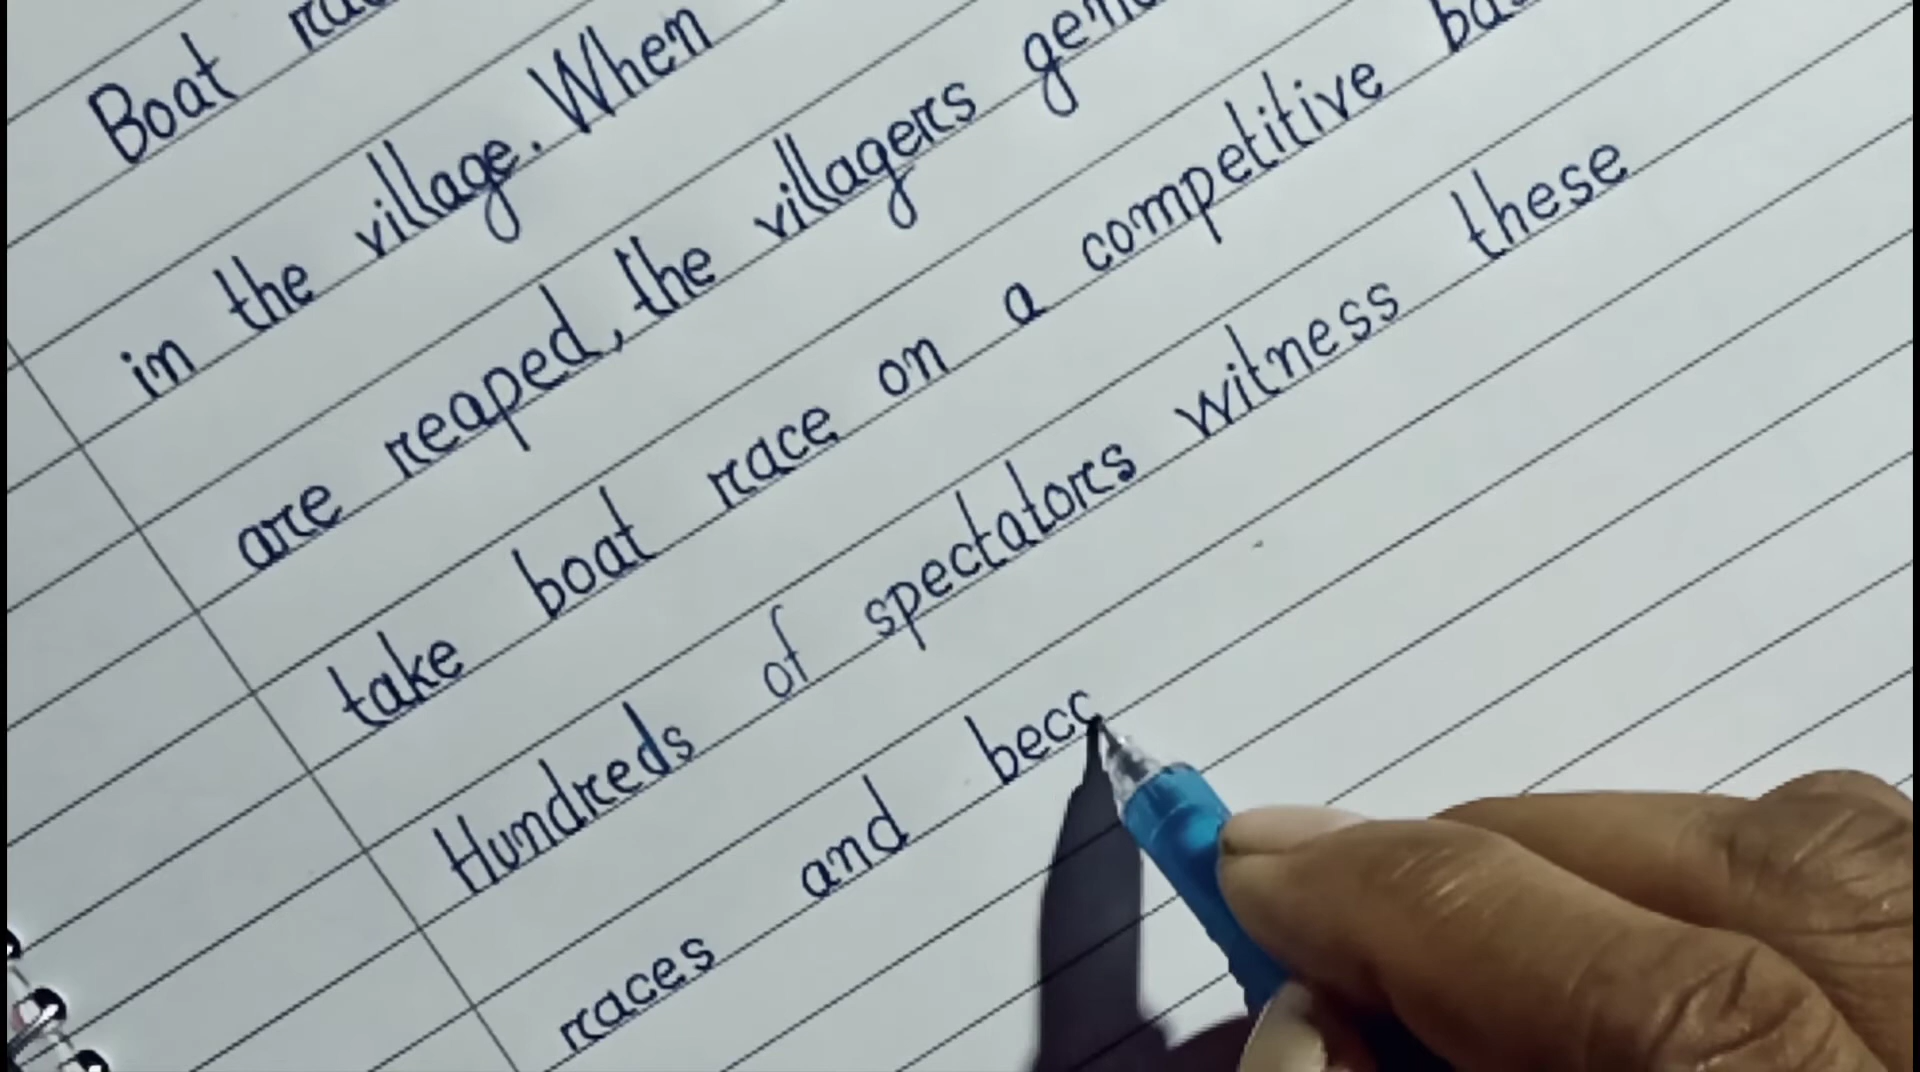 Boat
in the village. When
are reaped, the villagers
take boat race on a competitive
Hundreds of spectators witness these
races and